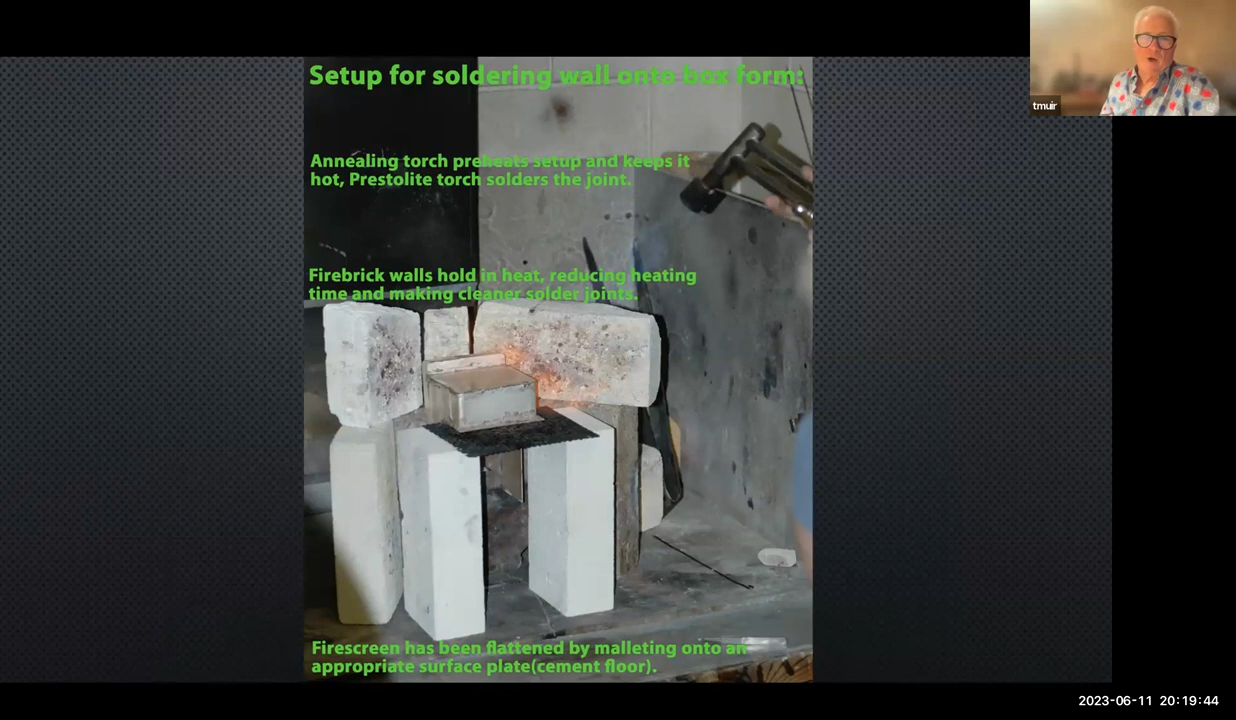 Setup for soldering wall onto box form:
Annealing torch preheats setup and keeps it
hot, Prestolite torch solders the joint.
Firebrick walls hold in heat, reducing heating
time and making cleaner solder joints.
Firescreen has been flattened by malleting onto an
appropriate surface plate(cement floor).
tmuir
2023-06-11 20:19:44